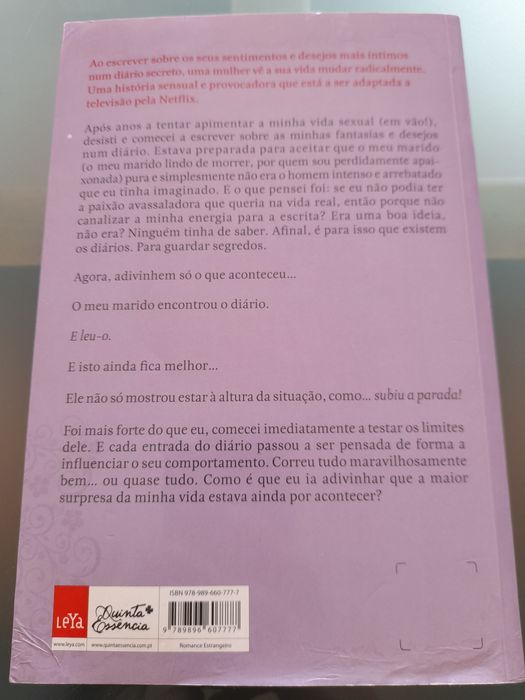 Ao escrever sobre os seus sentimentos e desejos mais íntimos
num diário secreto, uma mulher vê a sua vida mudar radicalmente.
Uma história sensual e provocadora que está a ser adaptada a
televisão pela Netflix.
Após anos a tentar apimentar a minha vida sexual (em vão!),
desisti e comecei a escrever sobre as minhas fantasias e desejos
num diário. Estava preparada para aceitar que o meu marido
(o meu marido lindo de morrer, por quem sou perdidamente apai-
xonada) pura e simplesmente não era o homem intenso e arrebatado
que eu tinha imaginado. E o que pensei foi: se eu não podia ter
a paixão avassaladora que queria na vida real, então porque não
canalizar a minha energia para a escrita? Era uma boa ideia,
não era? Ninguém tinha de saber. Afinal, é para isso que existem
os diários. Para guardar segredos.
Agora, adivinhem só o que aconteceu...
O meu marido encontrou o diário.
E leu-o.
E isto ainda fica melhor...
Ele não só mostrou estar à altura da situação, como... subiu a parada!
Foi mais forte do que eu, comecei imediatamente a testar os limites
dele. E cada entrada do diário passou a ser pensada de forma a
influenciar o seu comportamento. Correu tudo maravilhosamente
bem... ou quase tudo. Como é que eu ia adivinhar que a maior
surpresa da minha vida estava ainda por acontecer?
LeYa
www.leya.com
Quinta
Essência
www.quintaessencia.com.pt
ISBN 978-989-660-777-7
9 789896 607777
Romance Estrangeiro